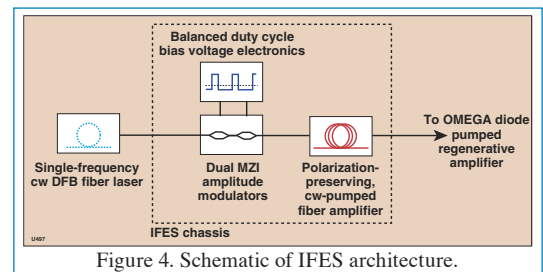 Balanced duty cycle
bias voltage electronics
To OMEGA diode
pumped
regenerative
amplifier
Single-frequency
cw DFB fiber laser
Dual MZI
amplitude
modulators
Polarization-
preserving,
cw-pumped
fiber amplifier
IFES chassis
U497
Figure 4. Schematic of IFES architecture.